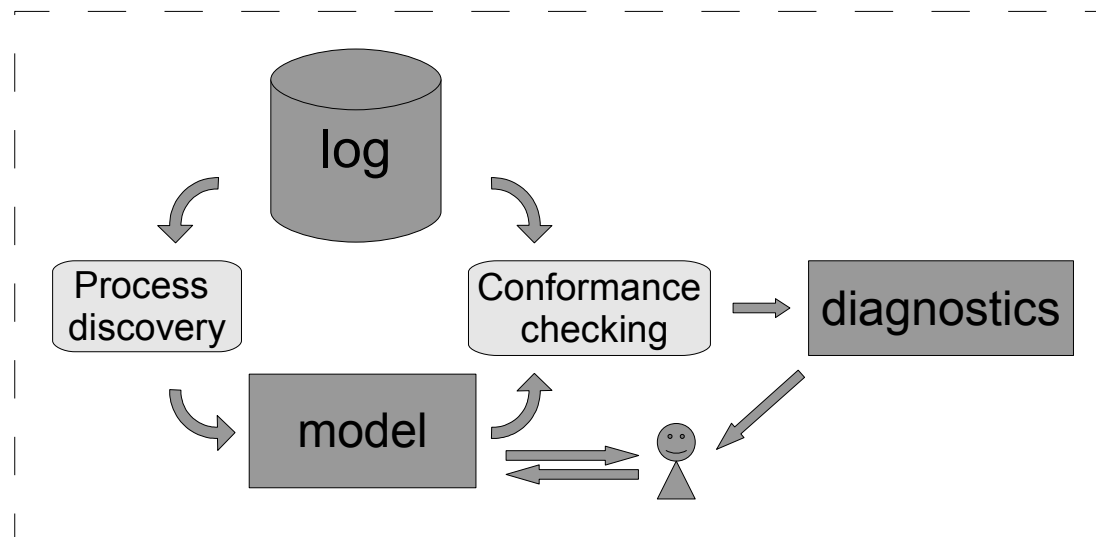 log
Process
discovery
Conformance
checking
diagnostics
model